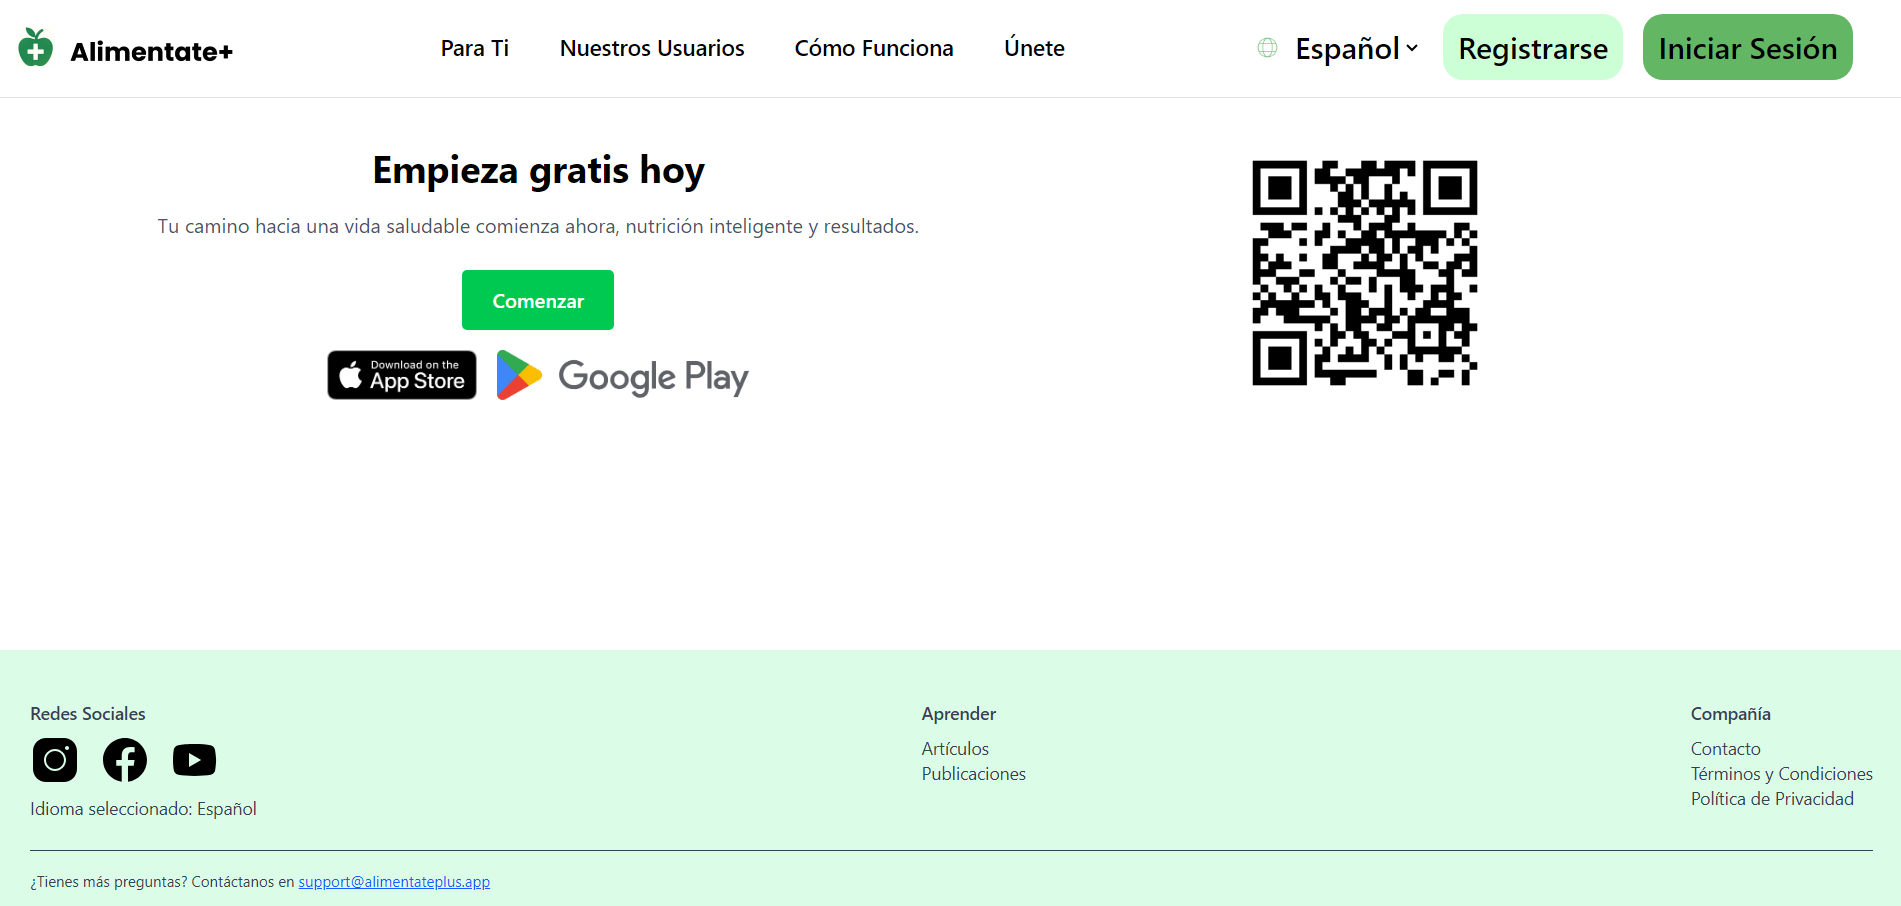 Alimentate+
Para Ti
Nuestros Usuarios
Cómo Funciona
Únete
Español
Registrarse
Iniciar Sesión
Empieza gratis hoy
Tu camino hacia una vida saludable comienza ahora, nutrición inteligente y resultados.
Comenzar
Download on the
App Store
Google Play
Redes Sociales
Idioma seleccionado: Español
Aprender
Artículos
Publicaciones
Compañía
Contacto
Términos y Condiciones
Política de Privacidad
¿Tienes más preguntas? Contáctanos en support@alimentateplus.app